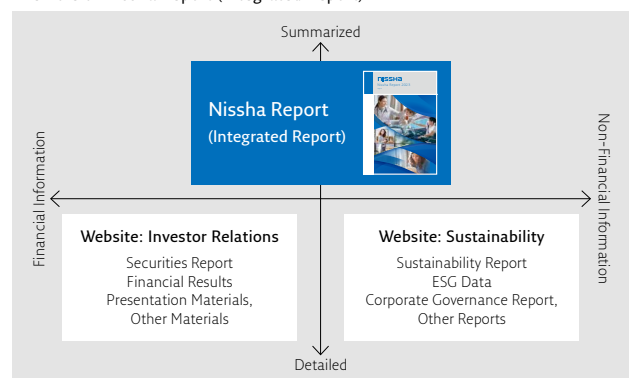 Summarized
Nissha Report
(Integrated Report)
nissha
Financial Information
Non-Financial Information
Website: Investor Relations
Securities Report
Financial Results
Presentation Materials,
Other Materials
Website: Sustainability
Sustainability Report
ESG Data
Corporate Governance Report,
Other Reports
Detailed